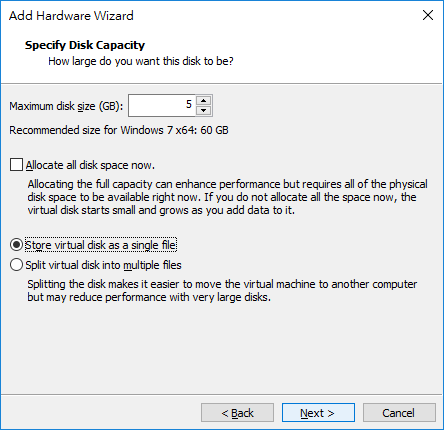 Add Hardware Wizard
Specify Disk Capacity
How large do you want this disk to be?
Maximum disk size (GB): 5
Recommended size for Windows 7 x64: 60 GB
Allocate all disk space now.
Allocating the full capacity can enhance performance but requires all of the physical
disk space to be available right now. If you do not allocate all the space now, the
virtual disk starts small and grows as you add data to it.
Store virtual disk as a single file
Split virtual disk into multiple files
Splitting the disk makes it easier to move the virtual machine to another computer
but may reduce performance with very large disks.
< Back Next > Cancel